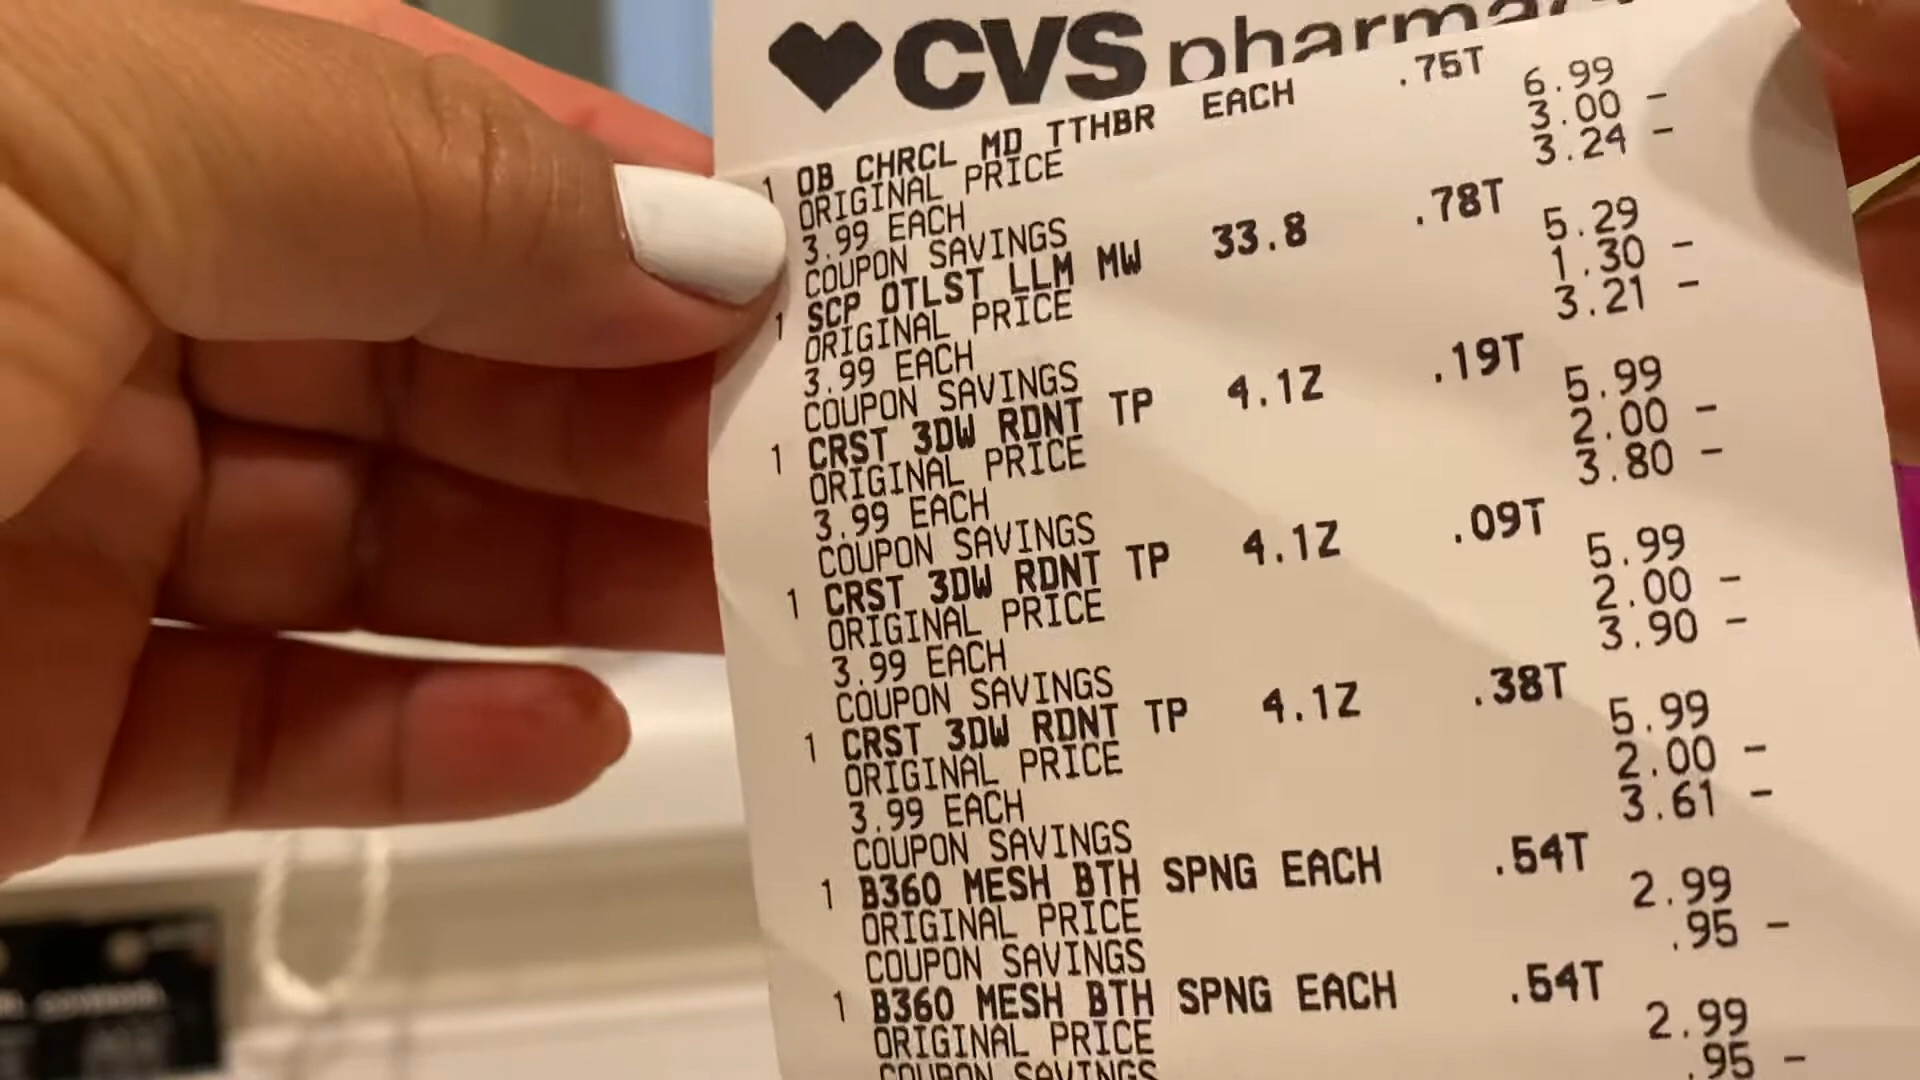 CVS pharmacy
1 OB CHRCL MD TTHBR EACH .75T
ORIGINAL PRICE 6.99
3.99 EACH 3.00 -
COUPON SAVINGS 3.24 -
1 SCP OTLST LLM MW 33.8 .78T
ORIGINAL PRICE 5.29
3.99 EACH 1.30 -
COUPON SAVINGS 3.21 -
1 CRST 3DW RDNT TP 4.1Z .19T
ORIGINAL PRICE 5.99
3.99 EACH 2.00 -
COUPON SAVINGS 3.80 -
1 CRST 3DW RDNT TP 4.1Z .09T
ORIGINAL PRICE 5.99
3.99 EACH 2.00 -
COUPON SAVINGS 3.90 -
1 CRST 3DW RDNT TP 4.1Z .38T
ORIGINAL PRICE 5.99
3.99 EACH 2.00 -
COUPON SAVINGS 3.61 -
1 B360 MESH BTH SPNG EACH .54T
ORIGINAL PRICE 2.99
COUPON SAVINGS .95 -
1 B360 MESH BTH SPNG EACH .54T
ORIGINAL PRICE 2.99
COUPON SAVINGS .95 -